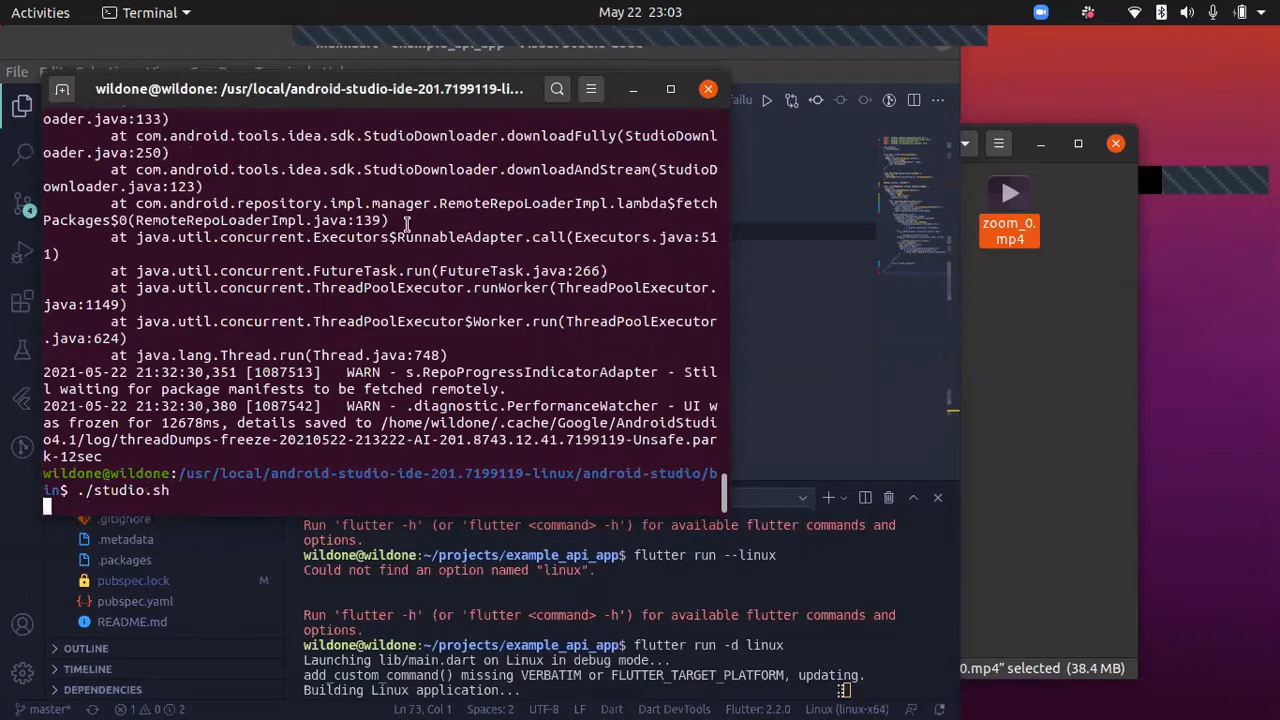 Activities
Terminal
May 22 23:03
File
wildone@wildone: /usr/local/android-studio-ide-201.7199119-li...
failu
oader.java:133)
at com.android.tools.idea.sdk.StudioDownloader.downloadFully(StudioDownl
oader.java:250)
at com.android.tools.idea.sdk.StudioDownloader.downloadAndStream(StudioD
ownloader.java:123)
at com.android.repository.impl.manager.RemoteRepoLoaderImpl.lambda$fetch
Packages$0(RemoteRepoLoaderImpl.java:139)
at java.util.concurrent.Executors$RunnableAdapter.call(Executors.java:51
1)
at java.util.concurrent.FutureTask.run(FutureTask.java:266)
at java.util.concurrent.ThreadPoolExecutor.runWorker(ThreadPoolExecutor.
java:1149)
at java.util.concurrent.ThreadPoolExecutor$Worker.run(ThreadPoolExecutor
.java:624)
at java.lang.Thread.run(Thread.java:748)
2021-05-22 21:32:30,351 [1087513]   WARN - s.RepoProgressIndicatorAdapter - Stil
l waiting for package manifests to be fetched remotely.
2021-05-22 21:32:30,380 [1087542]   WARN - .diagnostic.PerformanceWatcher - UI w
as frozen for 12678ms, details saved to /home/wildone/.cache/Google/AndroidStudi
o4.1/log/threadDumps-freeze-20210522-213222-AI-201.8743.12.41.7199119-Unsafe.par
k-12sec
wildone@wildone:/usr/local/android-studio-ide-201.7199119-linux/android-studio/b
in$ ./studio.sh
zoom_0.
mp4
4
.gitignore
.metadata
.packages
pubspec.lock M
pubspec.yaml
README.md
OUTLINE
TIMELINE
DEPENDENCIES
Run 'flutter -h' (or 'flutter <command> -h') for available flutter commands and
options.
wildone@wildone:~/projects/example_api_app$ flutter run --linux
Could not find an option named "linux".
Run 'flutter -h' (or 'flutter <command> -h') for available flutter commands and
options.
wildone@wildone:~/projects/example_api_app$ flutter run -d linux
Launching lib/main.dart on Linux in debug mode...
add_custom_command() missing VERBATIM or FLUTTER_TARGET_PLATFORM, updating.
Building Linux application...
0.mp4" selected (38.4 MB)
master* 1 2 Ln 73, Col 1 Spaces: 2 UTF-8 LF Dart Dart DevTools Flutter: 2.2.0 Linux (linux-x64)